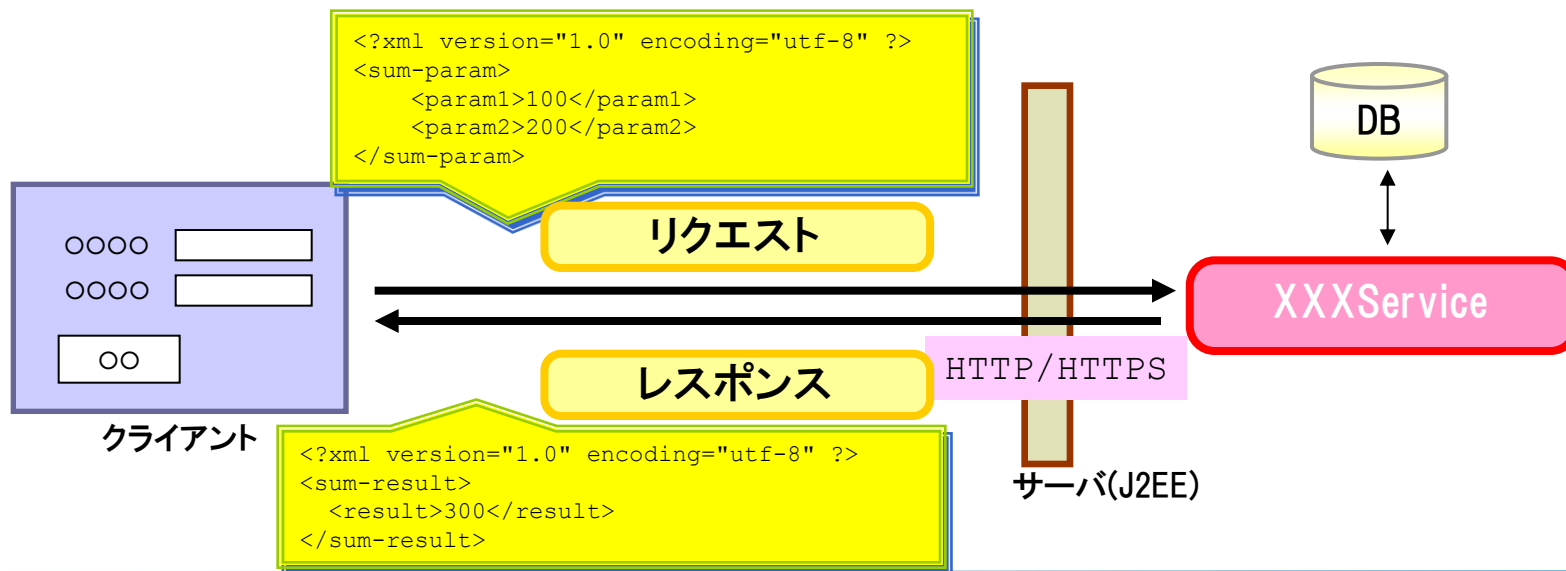 <?xml version="1.0" encoding="utf-8" ?>
<sum-param>
    <param1>100</param1>
    <param2>200</param2>
</sum-param>
DB
リクエスト
○○○○
○○○○
○○
XXXService
HTTP/HTTPS
レスポンス
クライアント
<?xml version="1.0" encoding="utf-8" ?>
<sum-result>
  <result>300</result>
</sum-result>
サーバ(J2EE)